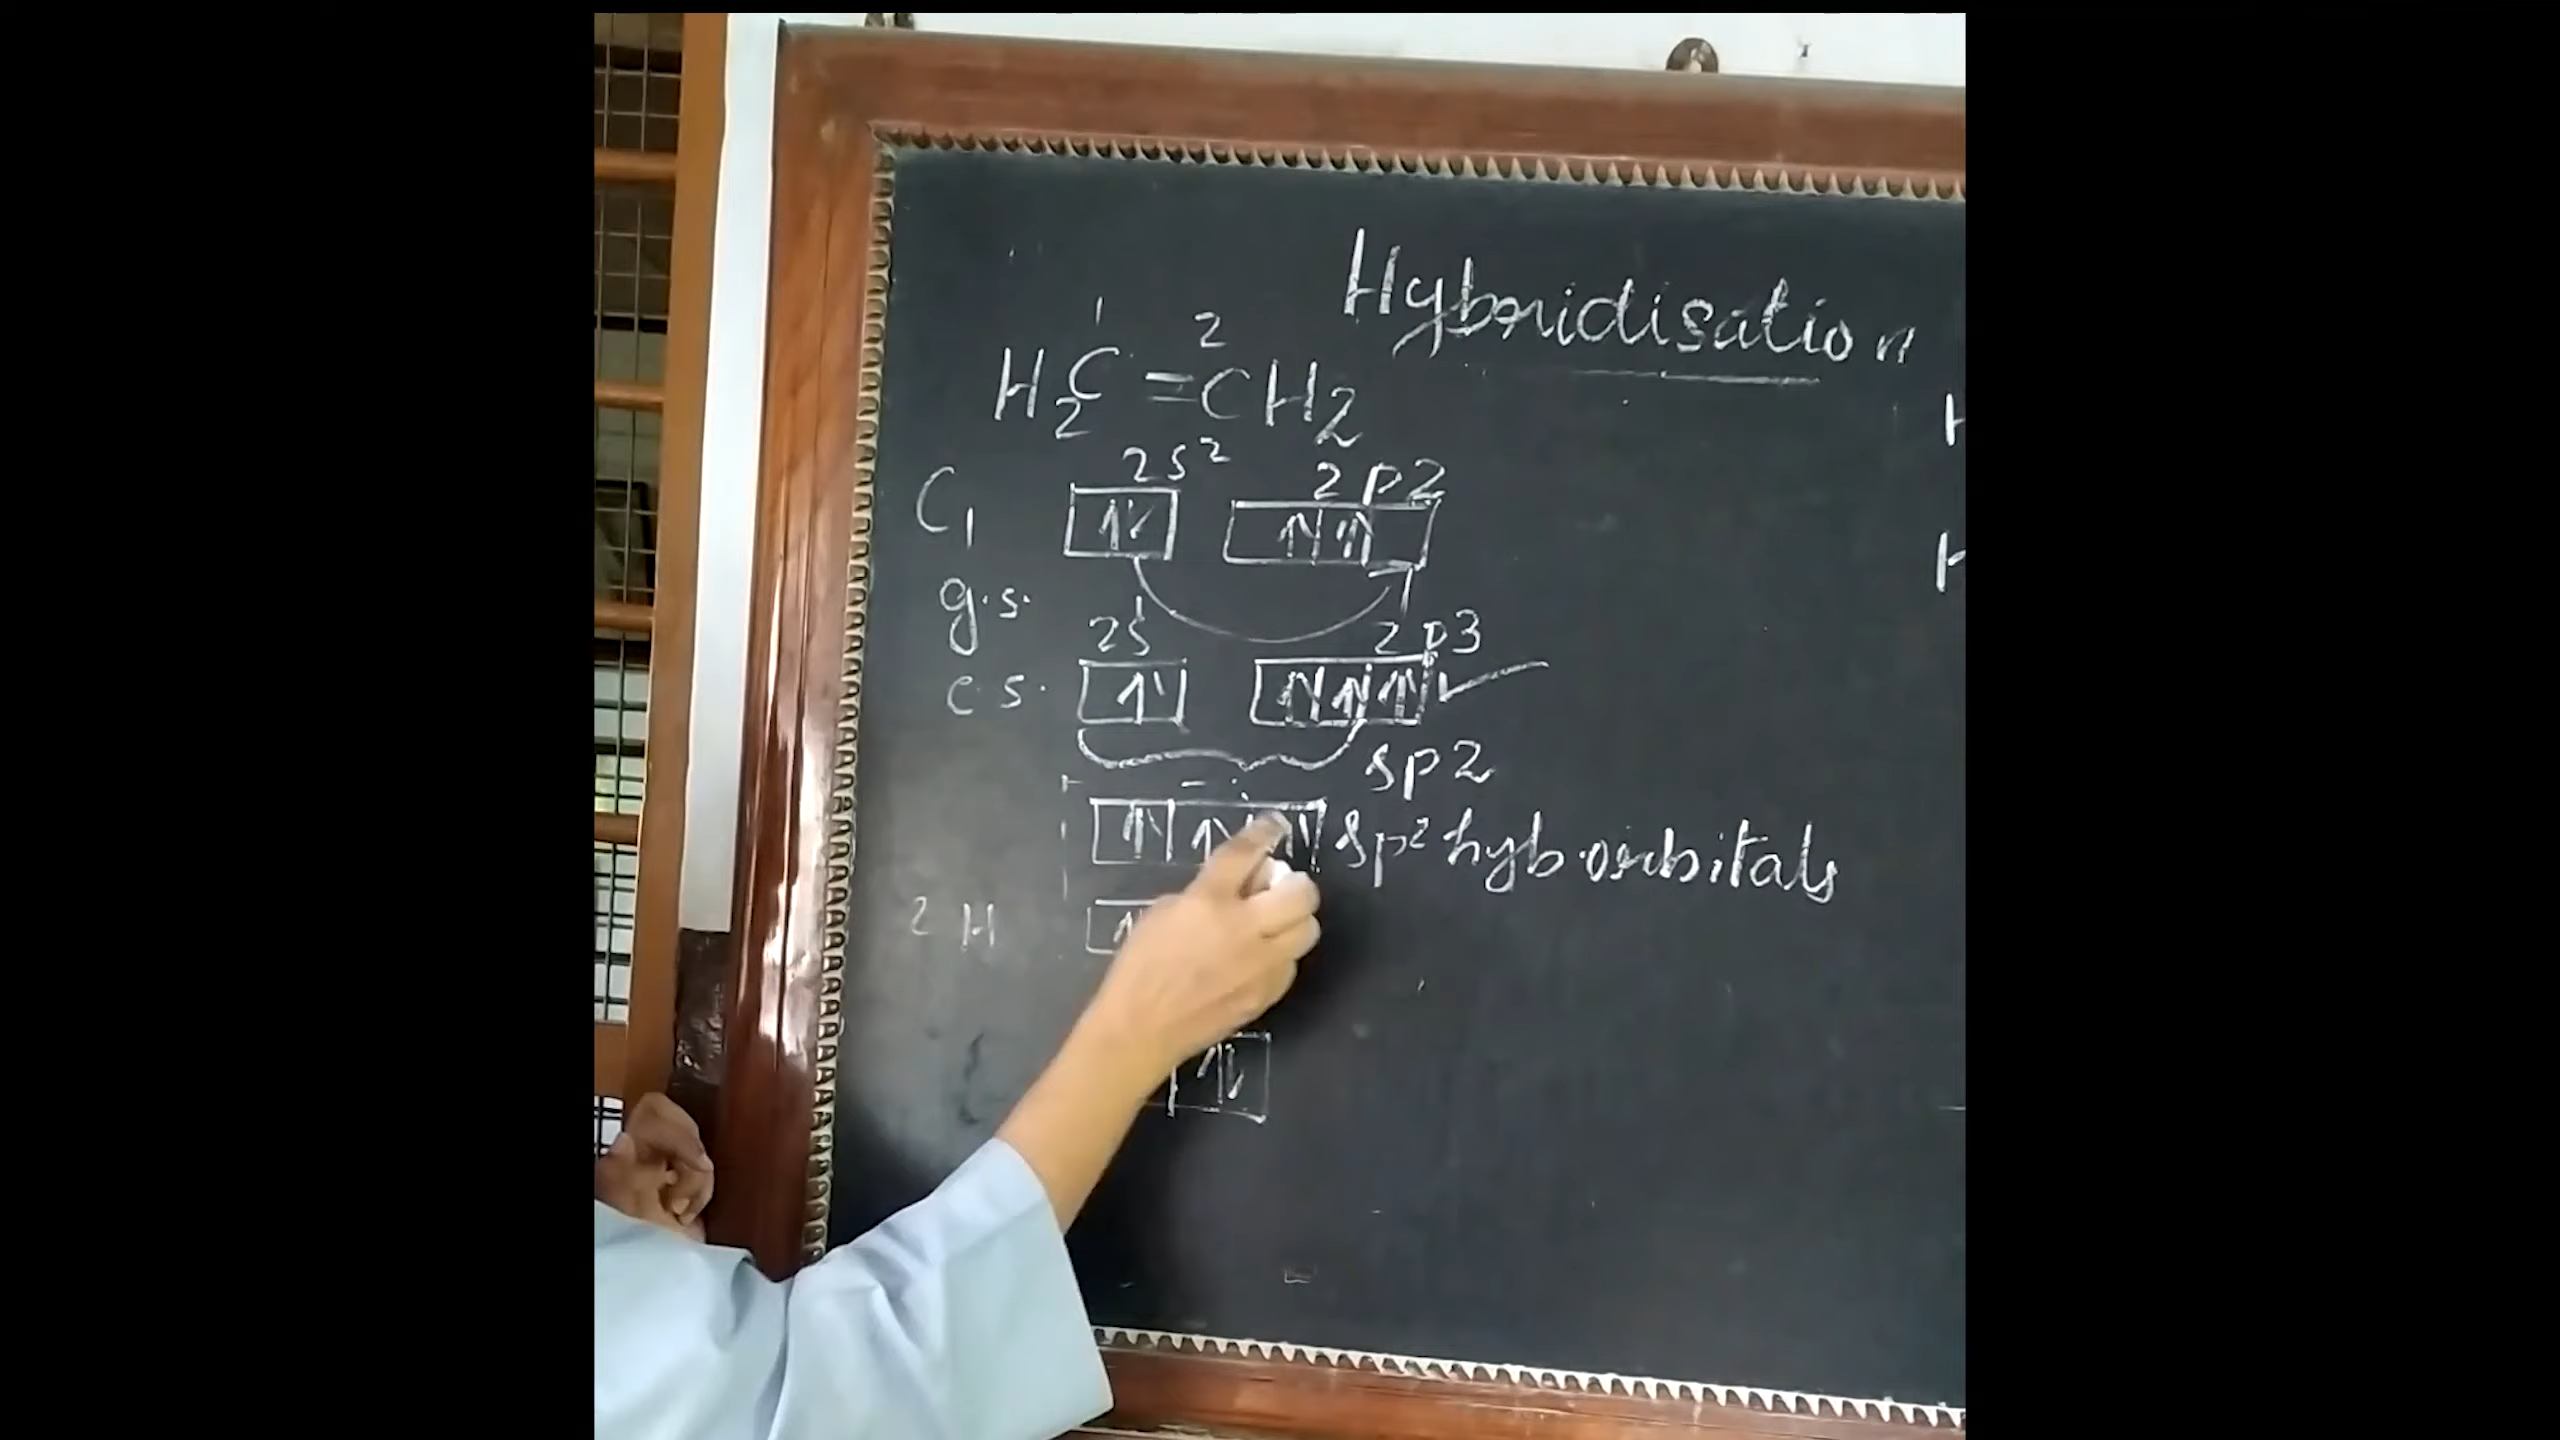 Hybridisation
1 2
H2C=CH2
2s2 2p2
C1
g.s.
2s1 2p3
e.s.
sp2
sp2 hyb.orbitals
2 H